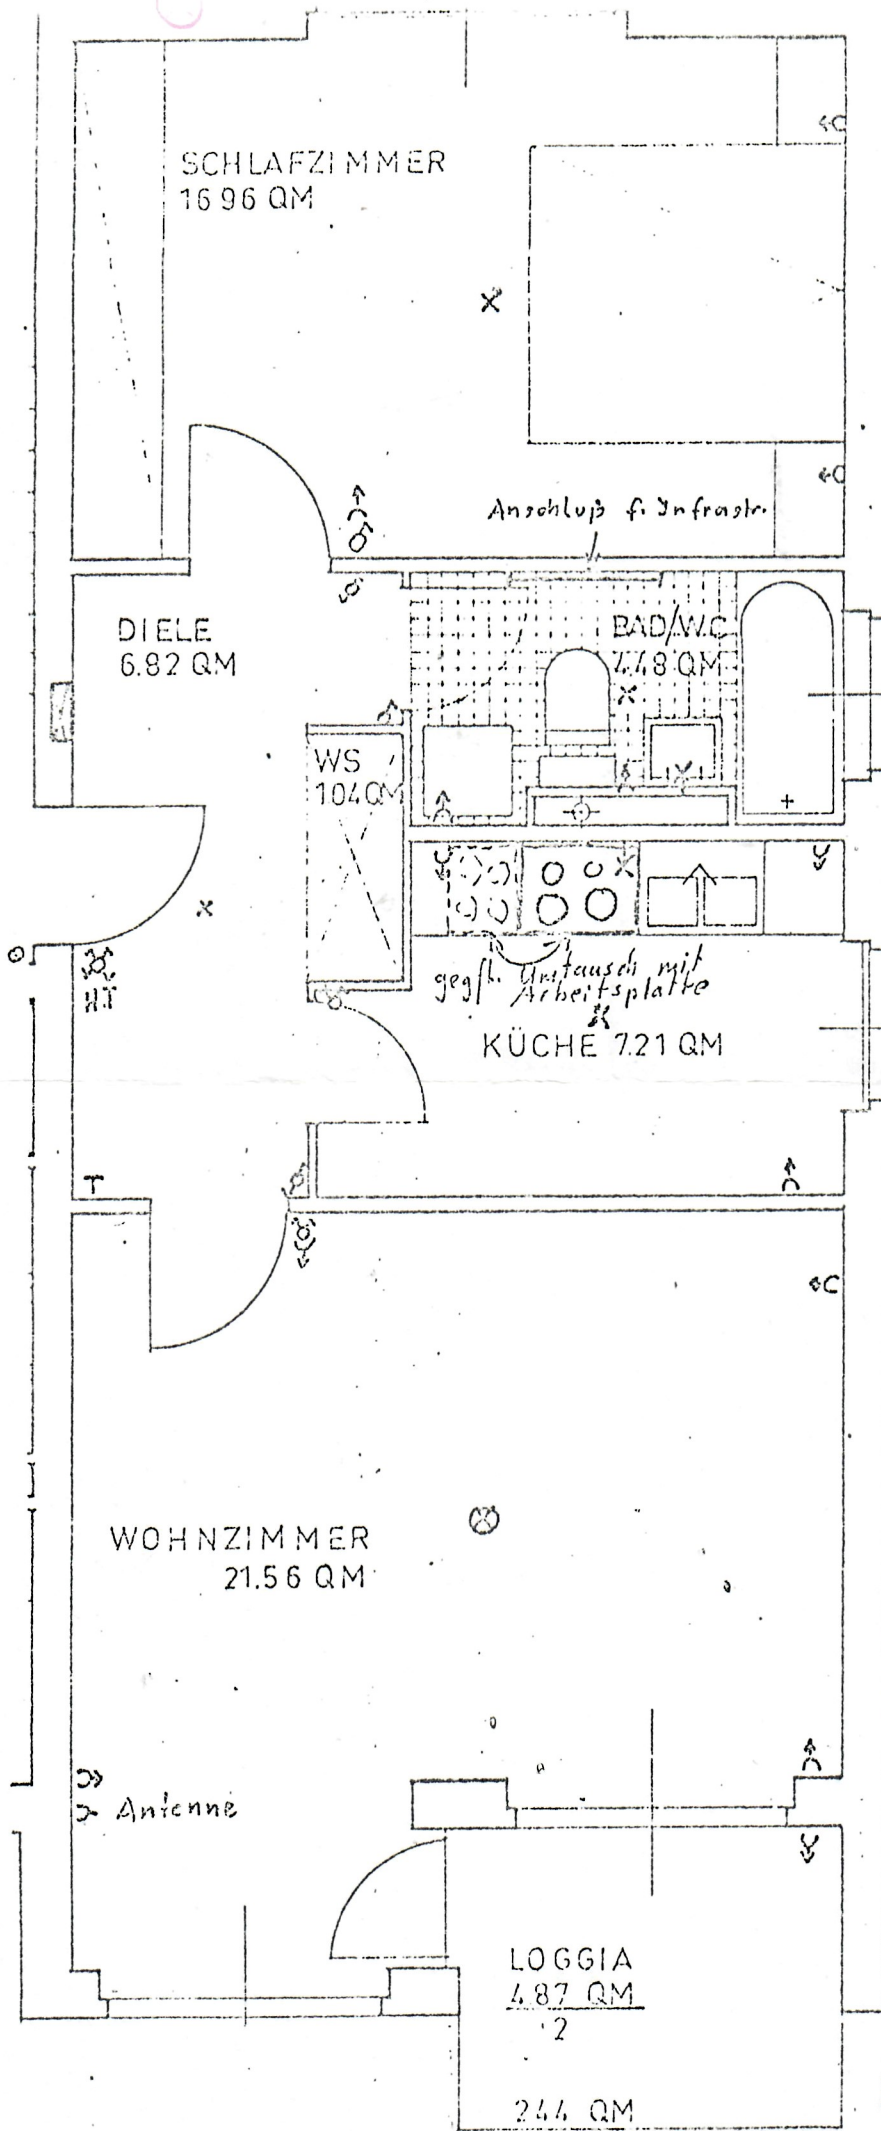 SCHLAFZIMMER
16 96 QM
Anschluß f. Infrastr.
DIELE
6.82 QM
BAD/W.C
4.48 QM
WS
1.04 QM
gegfls. Umtausch mit
Arbeitsplatte
HT
KÜCHE 7.21 QM
T
WOHNZIMMER
21.56 QM
Antenne
LOGGIA
4.87 QM
2
2.44 QM